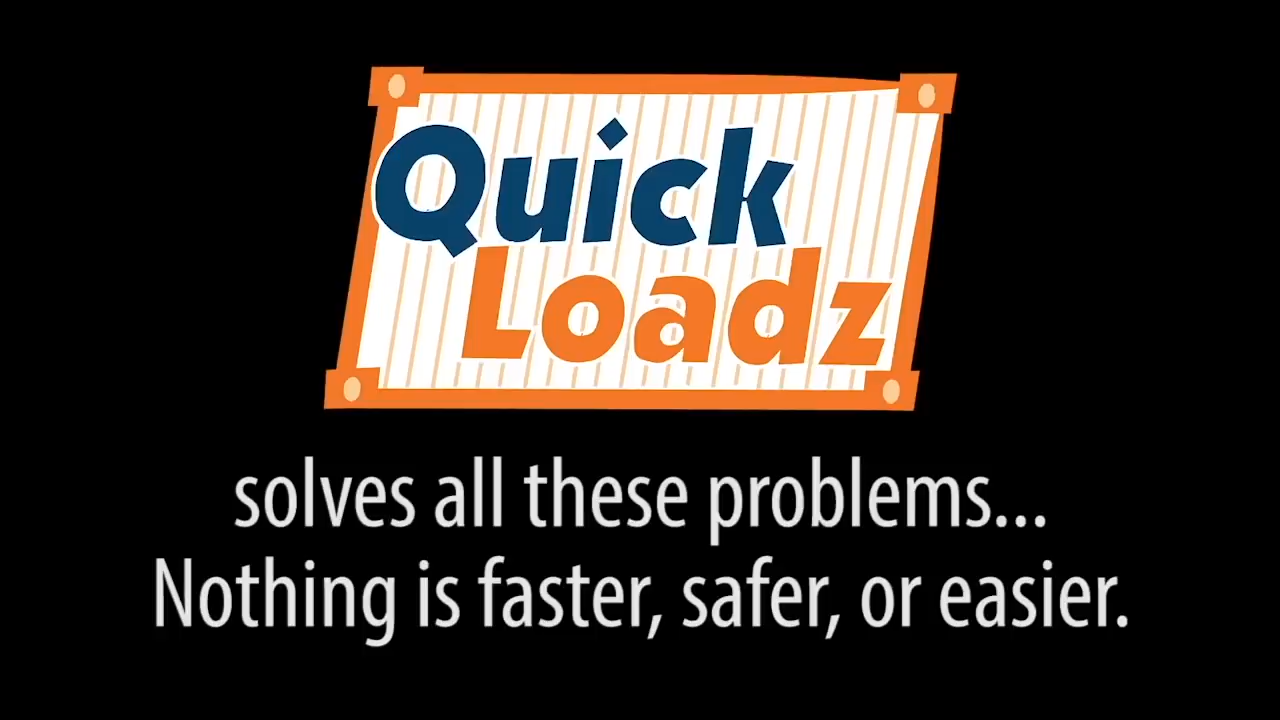 Quick
Loadz
solves all these problems...
Nothing is faster, safer, or easier.